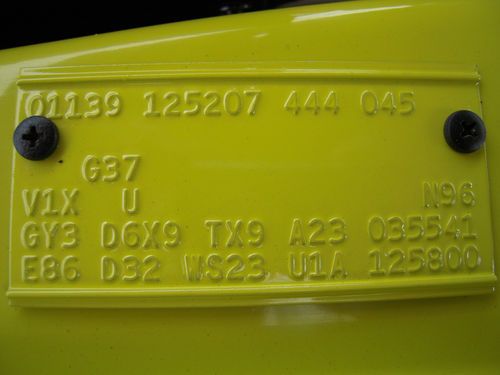 01139 125207 444 045
G37
V1X U N96
GY3 D6X9 TX9 A23 035541
E86 D32 WS23 U1A 125800